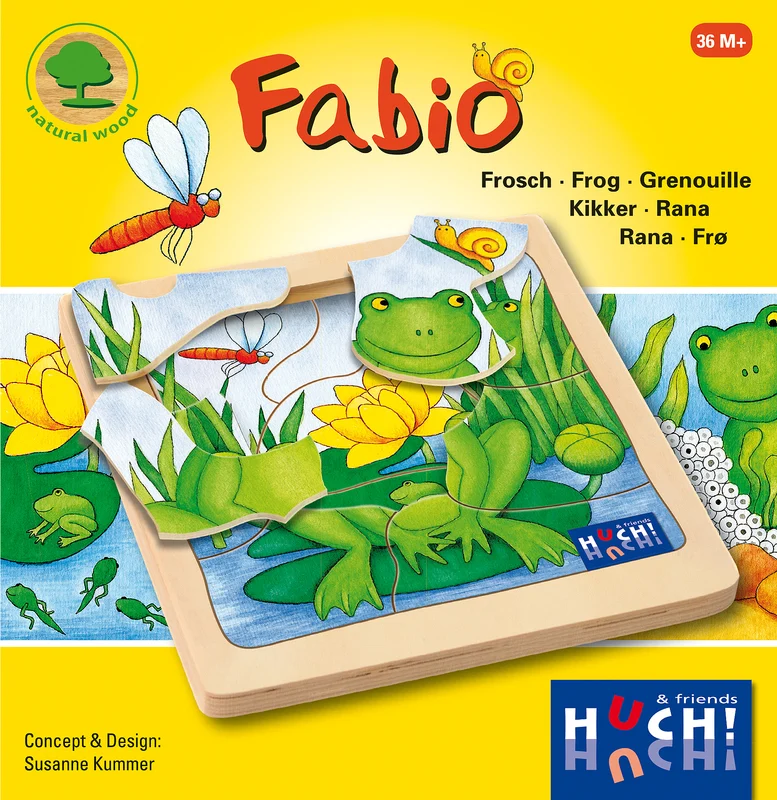 natural wood
36 M+
Fabio
Frosch · Frog · Grenouille
Kikker · Rana
Rana · Frø
& friends
HUCH!
& friends
HUCH!
Concept & Design:
Susanne Kummer